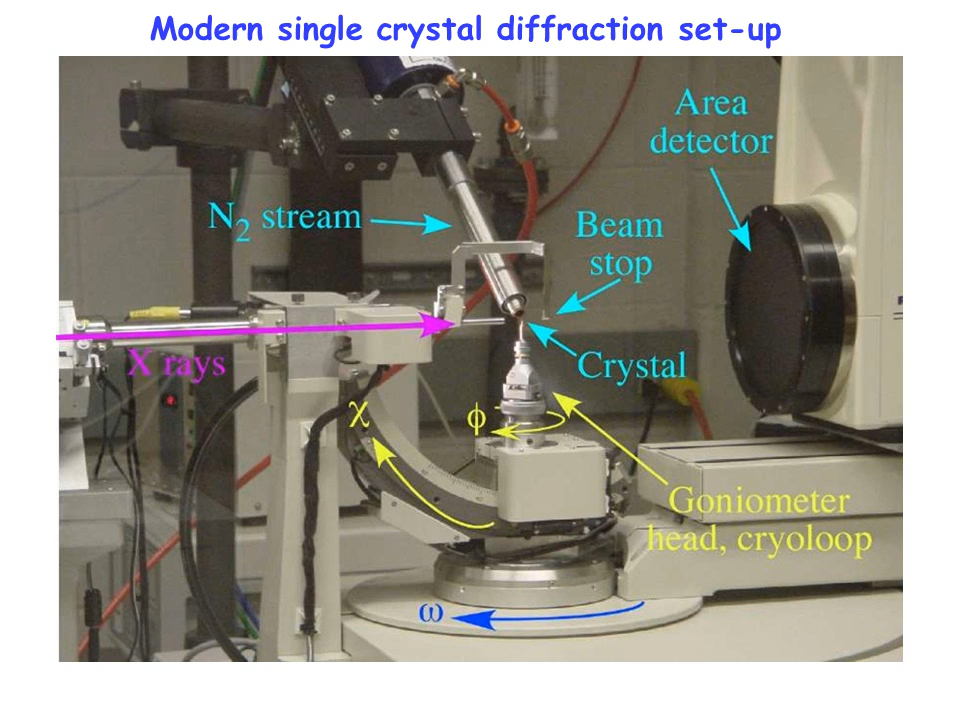 Modern single crystal diffraction set-up
Area
detector
N2 stream
Beam
stop
X rays
Crystal
χ
ϕ
Goniometer
head, cryoloop
ω